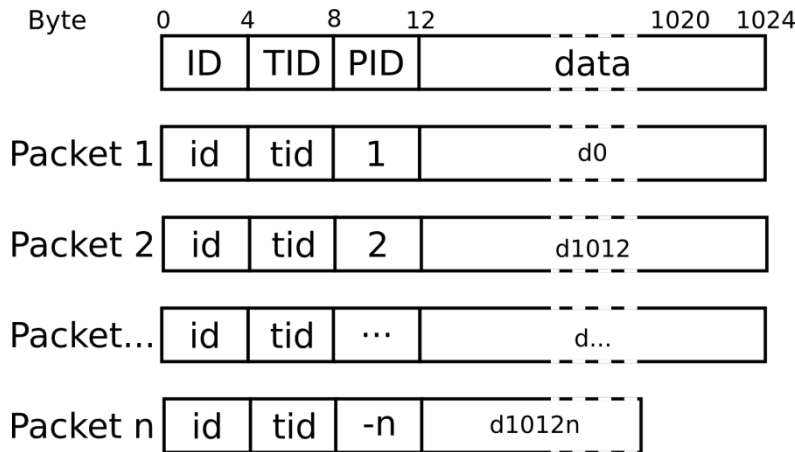 Byte 0 4 8 12 1020 1024
ID TID PID data
Packet 1 id tid 1 d0
Packet 2 id tid 2 d1012
Packet... id tid ... d...
Packet n id tid -n d1012n